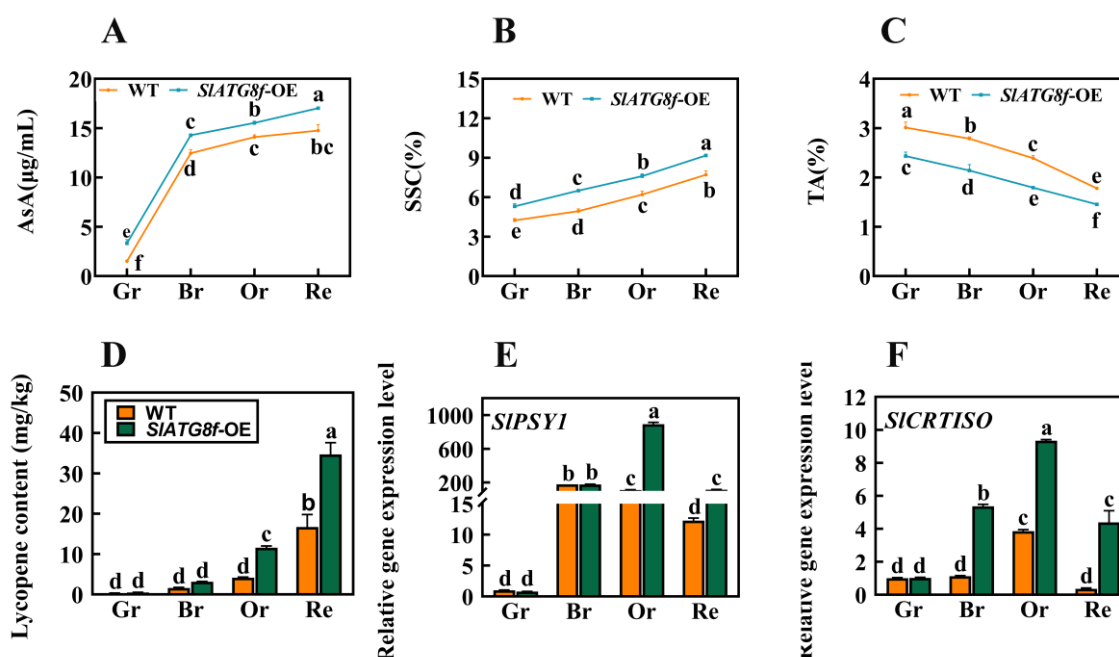 A
AsA(µg/mL)
20
15
10
5
0
WT SlATG8f-OE
e
f
c
d
b
c
a
bc
Gr Br Or Re
B
SSC(%)
15
12
9
6
3
0
WT SlATG8f-OE
d
e
c
d
b
c
a
b
Gr Br Or Re
C
TA(%)
4
3
2
1
0
WT SlATG8f-OE
a
c
b
d
c
e
e
f
Gr Br Or Re
D
Lycopene content (mg/kg)
50
40
30
20
10
0
WT
SlATG8f-OE
d d d d d c b a
Gr Br Or Re
E
Relative gene expression level
SlPSY1
1000
600
200
15
10
5
0
d d b b c a d c
Gr Br Or Re
F
Relative gene expression level
SlCRTISO
12
10
8
6
4
2
0
d d d b c a d c
Gr Br Or Re